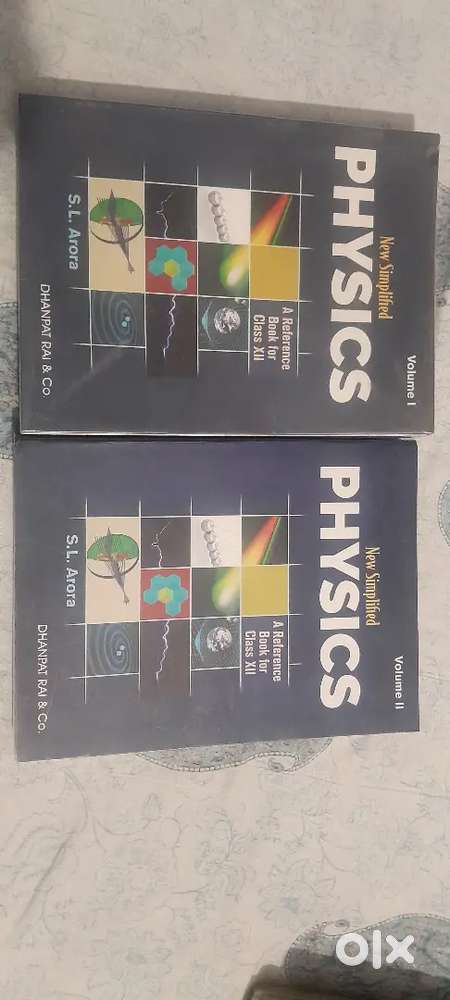 Volume I
New Simplified
PHYSICS
A Reference
Book for
Class XII
S.L. Arora
DHANPAT RAI & Co.
Volume II
New Simplified
PHYSICS
A Reference
Book for
Class XII
S.L. Arora
DHANPAT RAI & Co.
olx